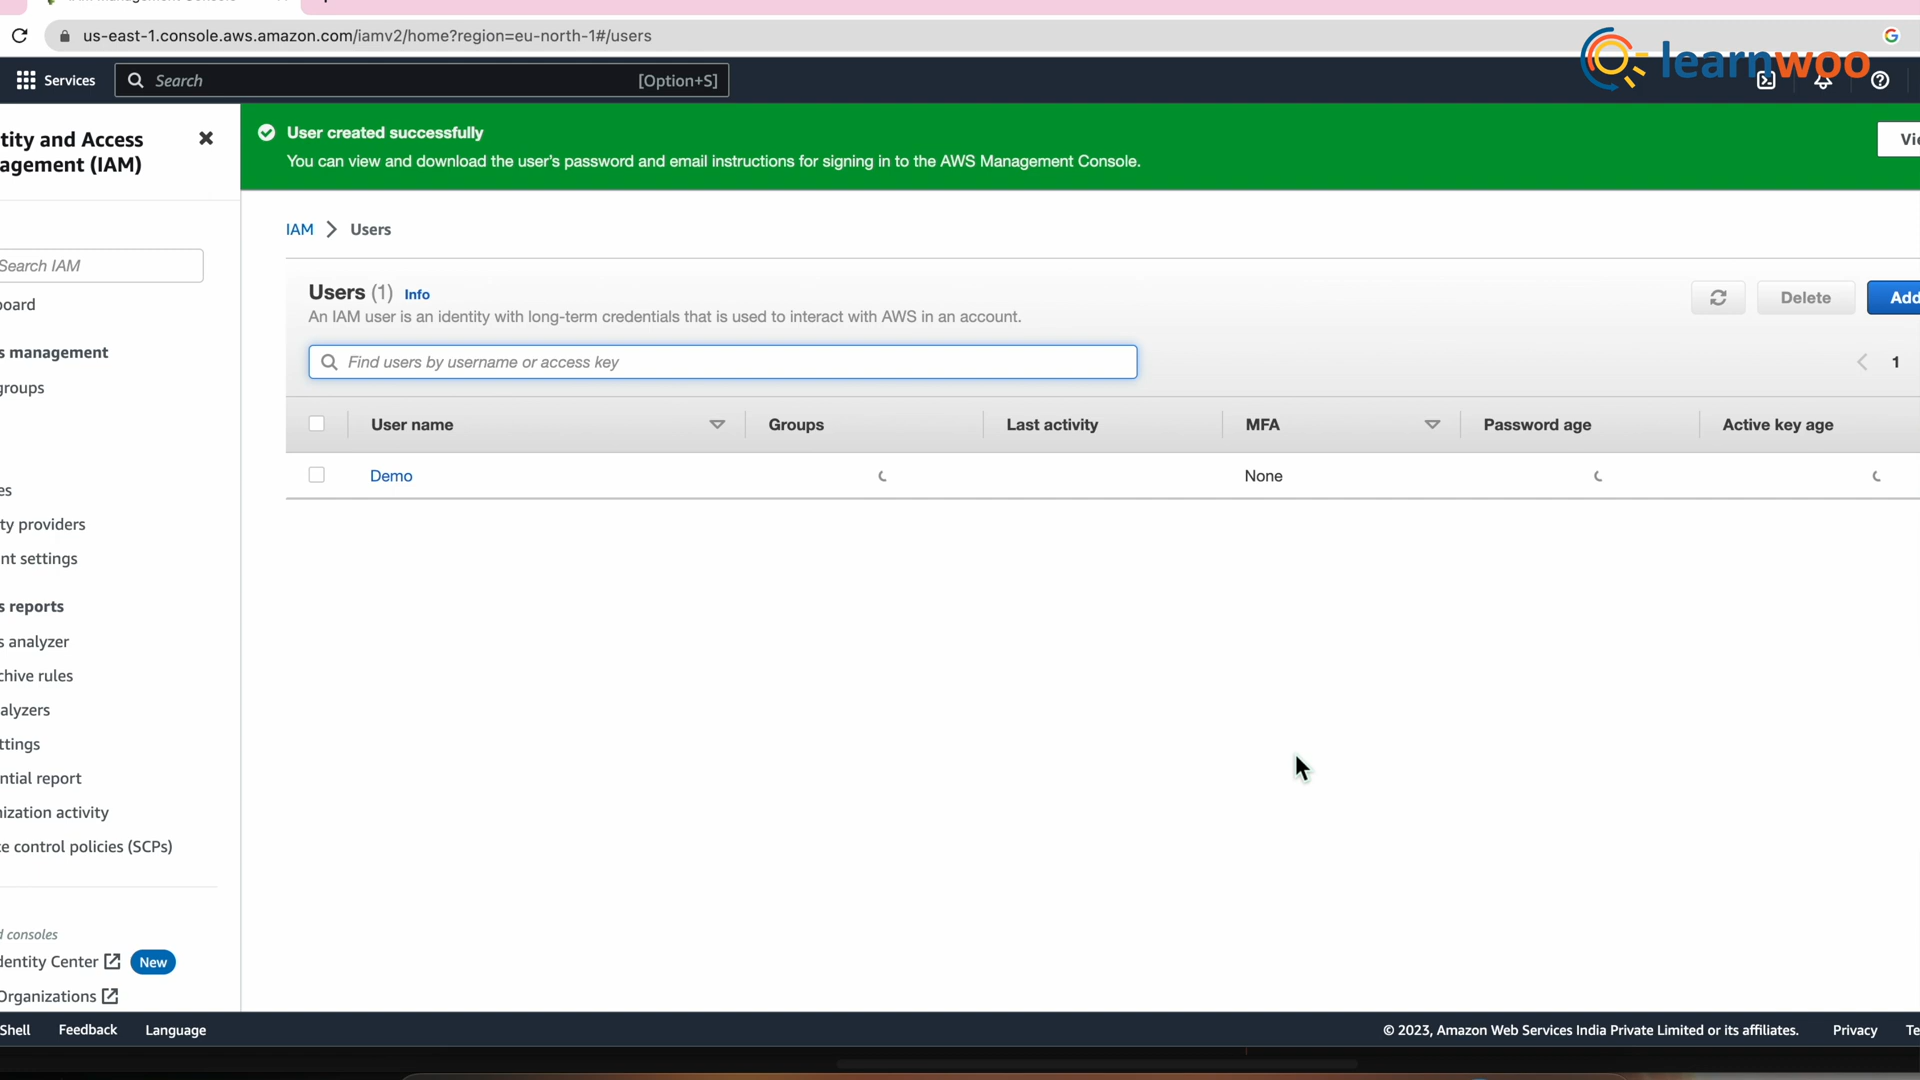 us-east-1.console.aws.amazon.com/iamv2/home?region=eu-north-1#/users
learnwoo
Services
Search
[Option+S]
tity and Access
agement (IAM)
User created successfully
You can view and download the user's password and email instructions for signing in to the AWS Management Console.
Vie
IAM
Users
Search IAM
Users (1) Info
An IAM user is an identity with long-term credentials that is used to interact with AWS in an account.
Delete
Add
Find users by username or access key
1
User name
Groups
Last activity
MFA
Password age
Active key age
Demo
None
board
s management
groups
es
ty providers
nt settings
s reports
s analyzer
chive rules
alyzers
ttings
ntial report
nization activity
ce control policies (SCPs)
d consoles
dentity Center
New
Organizations
Shell
Feedback
Language
© 2023, Amazon Web Services India Private Limited or its affiliates.
Privacy
Te